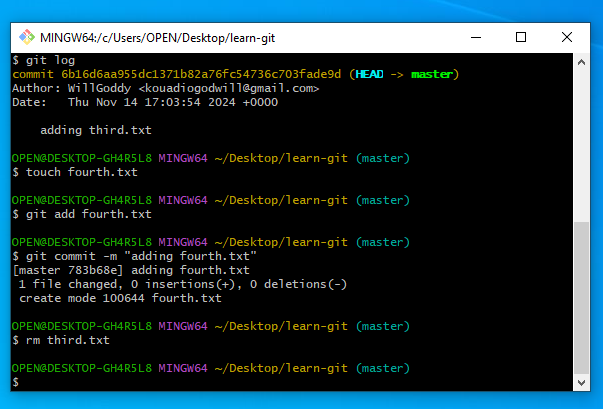 MINGW64:/c/Users/OPEN/Desktop/learn-git
$ git log
commit 6b16d6aa955dc1371b82a76fc54736c703fade9d (HEAD -> master)
Author: WillGoddy <kouadiogodwill@gmail.com>
Date:   Thu Nov 14 17:03:54 2024 +0000
    adding third.txt
OPEN@DESKTOP-GH4R5L8 MINGW64 ~/Desktop/learn-git (master)
$ touch fourth.txt
OPEN@DESKTOP-GH4R5L8 MINGW64 ~/Desktop/learn-git (master)
$ git add fourth.txt
OPEN@DESKTOP-GH4R5L8 MINGW64 ~/Desktop/learn-git (master)
$ git commit -m "adding fourth.txt"
[master 783b68e] adding fourth.txt
 1 file changed, 0 insertions(+), 0 deletions(-)
 create mode 100644 fourth.txt
OPEN@DESKTOP-GH4R5L8 MINGW64 ~/Desktop/learn-git (master)
$ rm third.txt
OPEN@DESKTOP-GH4R5L8 MINGW64 ~/Desktop/learn-git (master)
$